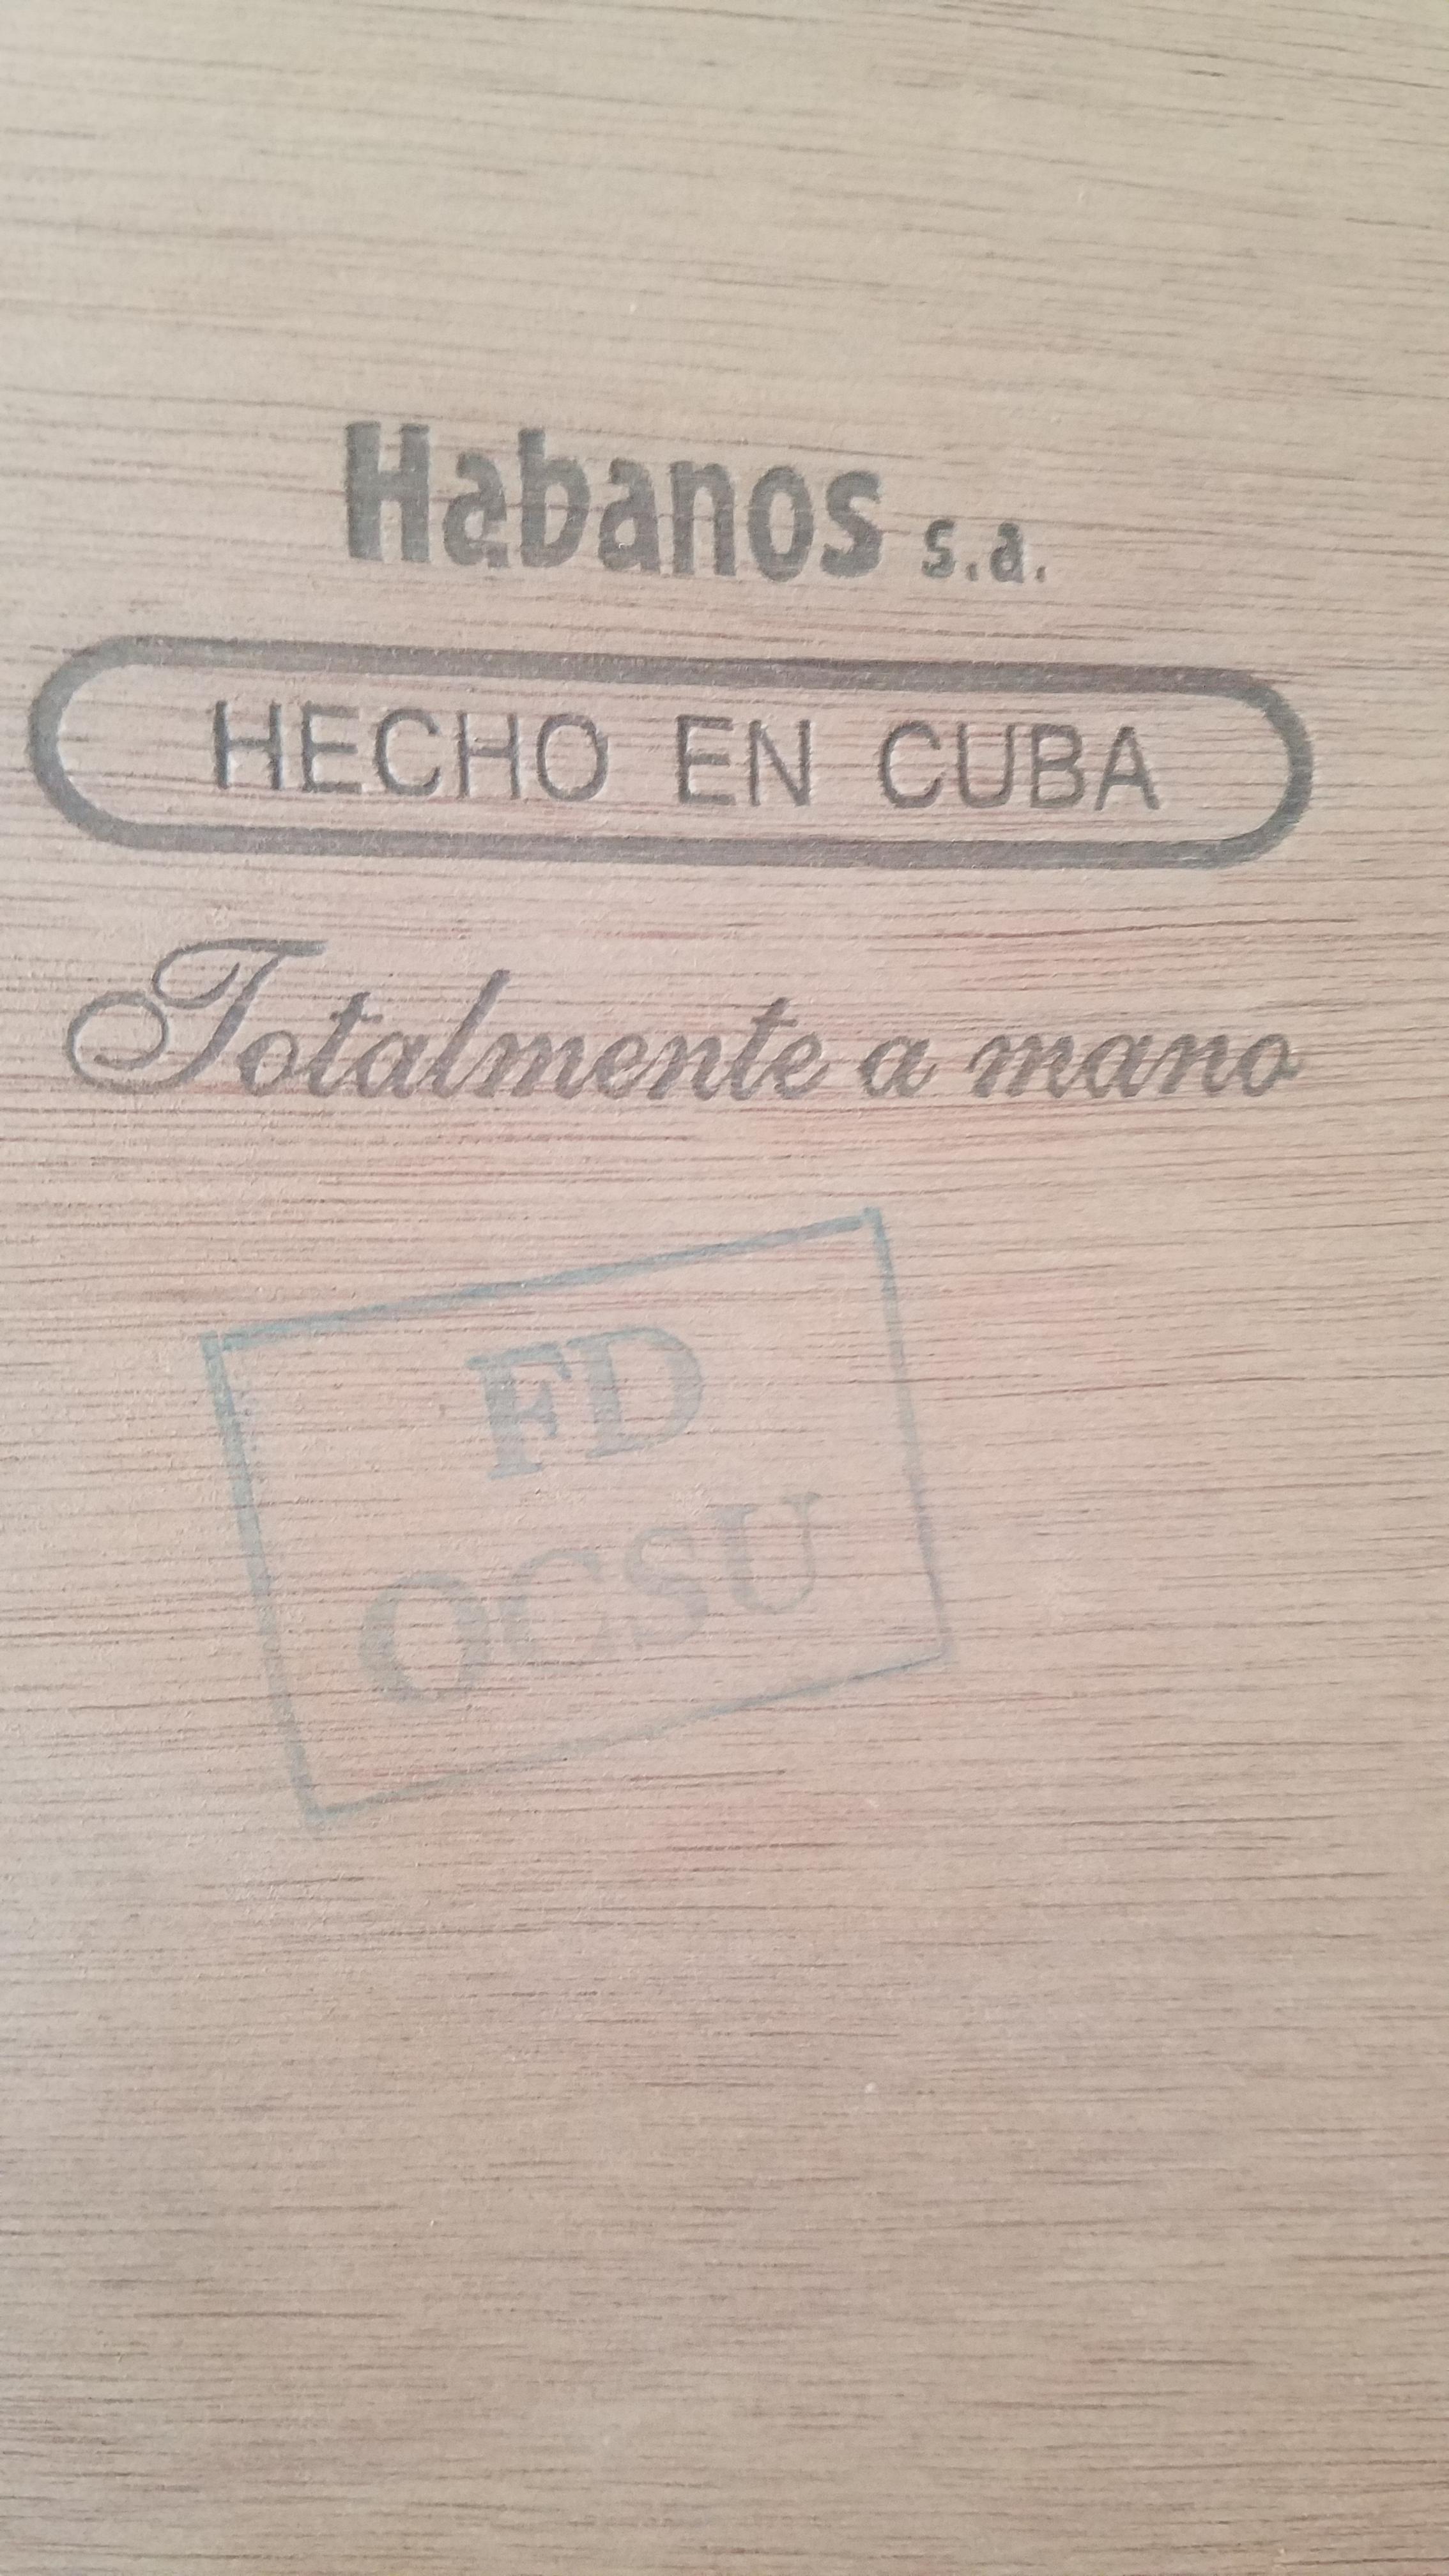 Habanos s.a.
HECHO EN CUBA
Totalmente a mano
FD
OCSU